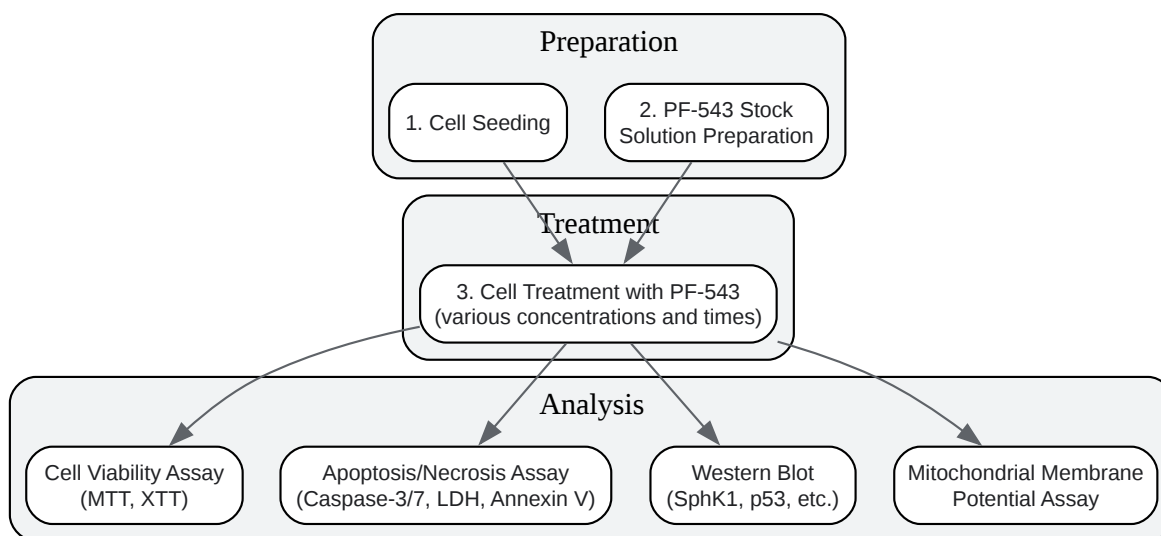 Preparation
1. Cell Seeding
2. PF-543 Stock
Solution Preparation
Treatment
3. Cell Treatment with PF-543
(various concentrations and times)
Analysis
Cell Viability Assay
(MTT, XTT)
Apoptosis/Necrosis Assay
(Caspase-3/7, LDH, Annexin V)
Western Blot
(SphK1, p53, etc.)
Mitochondrial Membrane
Potential Assay